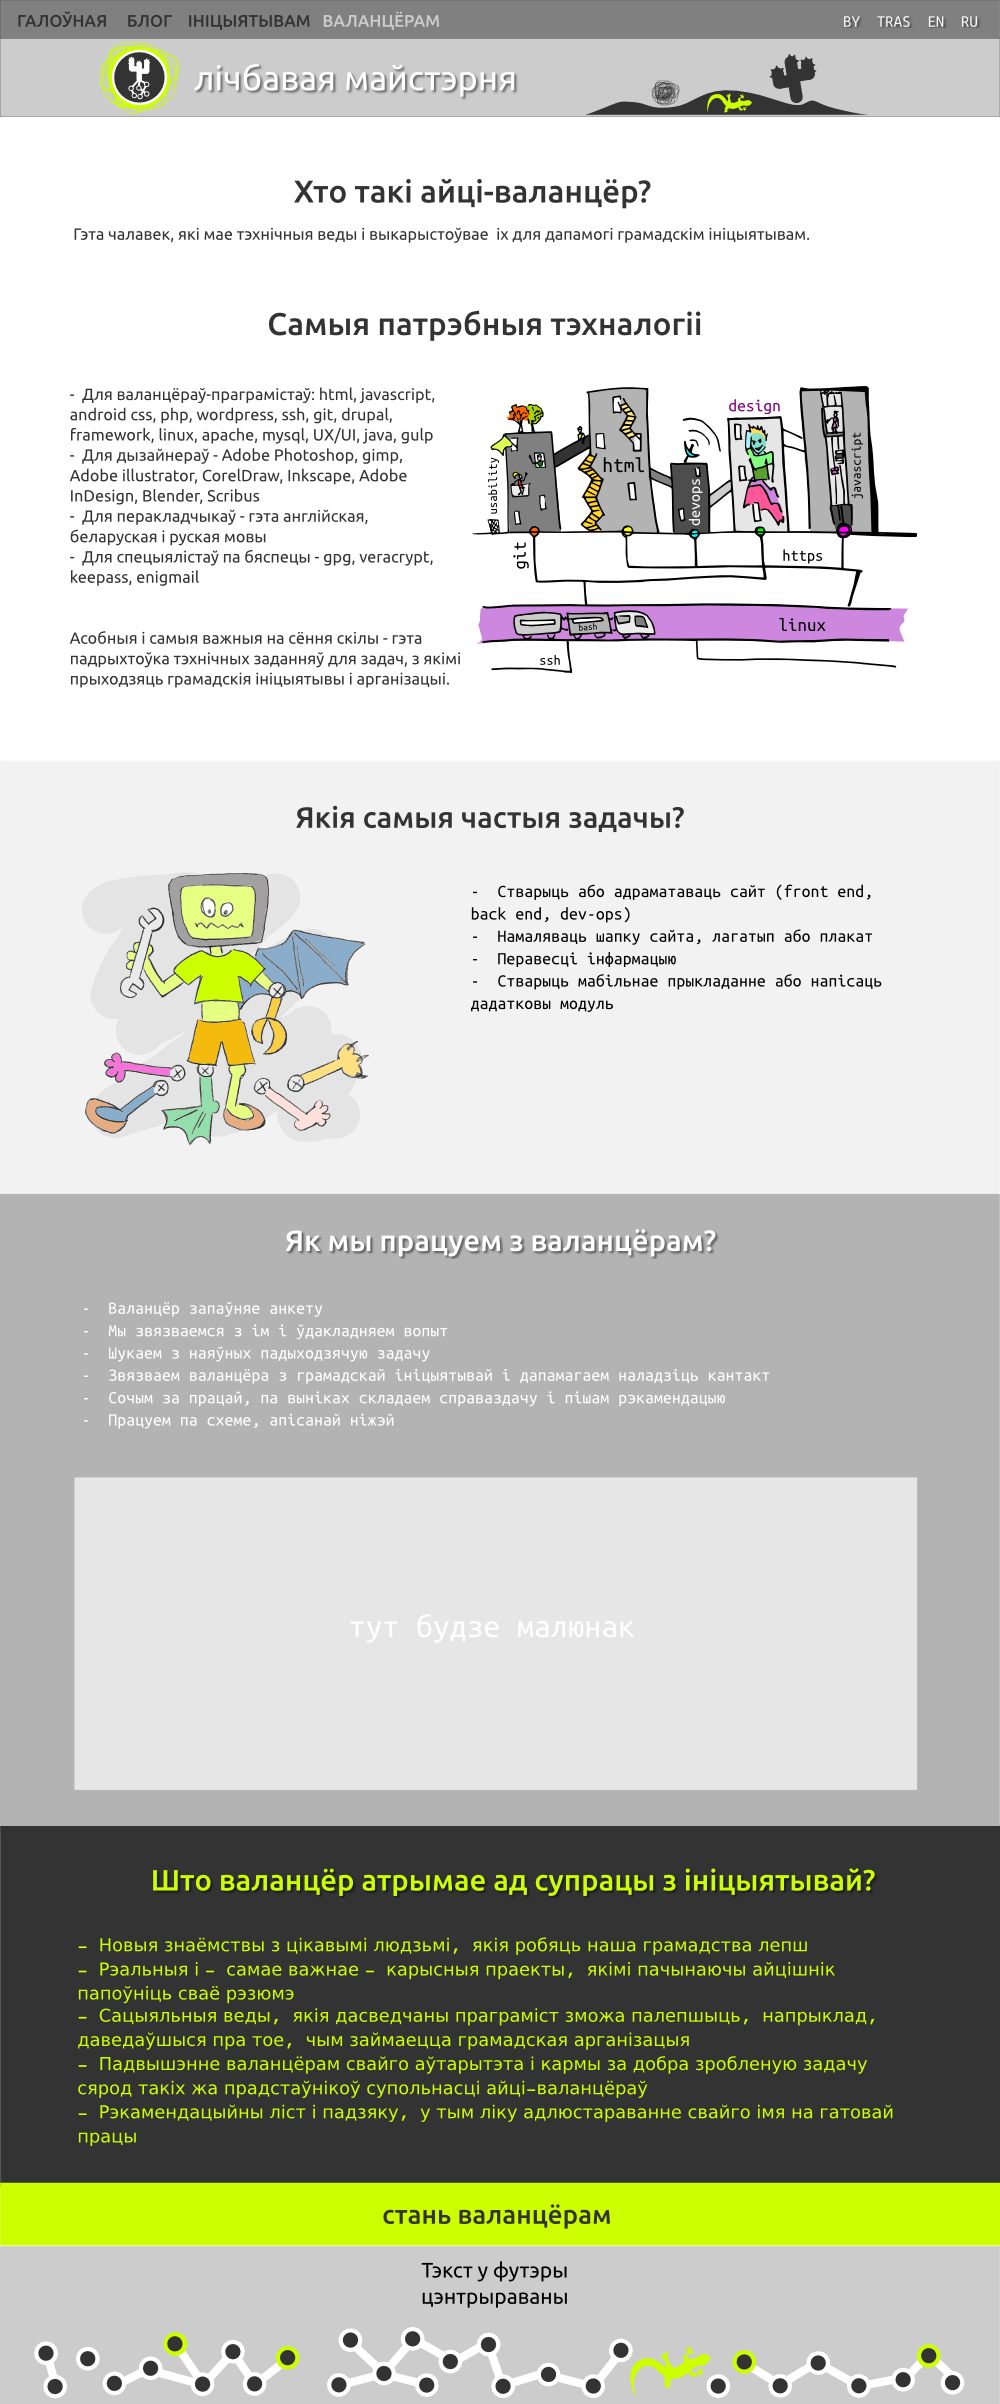 ГАЛОЎНАЯ БЛОГ ІНІЦЫЯТЫВАМ ВАЛАНЦЁРАМ BY TRAS EN RU
лічбавая майстэрня
Хто такі айці-валанцёр?
Гэта чалавек, які мае тэхнічныя веды і выкарыстоўвае іх для дапамогі грамадскім ініцыятывам.
Самыя патрэбныя тэхналогіі
- Для валанцёраў-праграмістаў: html, javascript,
android css, php, wordpress, ssh, git, drupal,
framework, linux, apache, mysql, UX/UI, java, gulp
- Для дызайнераў - Adobe Photoshop, gimp,
Adobe illustrator, CorelDraw, Inkscape, Adobe
InDesign, Blender, Scribus
- Для перакладчыкаў - гэта англійская,
беларуская і руская мовы
- Для спецыялістаў па бяспецы - gpg, veracrypt,
keepass, enigmail
Асобныя і самыя важныя на сёння скілы - гэта
падрыхтоўка тэхнічных заданняў для задач, з якімі
прыходзяць грамадскія ініцыятывы і арганізацыі.
usability
html
devops
design
javascript
git
https
bash
linux
ssh
Якія самыя частыя задачы?
- Стварыць або адраматаваць сайт (front end,
back end, dev-ops)
- Намаляваць шапку сайта, лагатып або плакат
- Перавесці інфармацыю
- Стварыць мабільнае прыкладанне або напісаць
дадатковы модуль
Як мы працуем з валанцёрам?
- Валанцёр запаўняе анкету
- Мы звязваемся з ім і ўдакладняем вопыт
- Шукаем з наяўных падыходзячую задачу
- Звязваем валанцёра з грамадскай ініцыятывай і дапамагаем наладзіць кантакт
- Сочым за працай, па выніках складаем справаздачу і пішам рэкамендацыю
- Працуем па схеме, апісанай ніжэй
тут будзе малюнак
Што валанцёр атрымае ад супрацы з ініцыятывай?
- Новыя знаёмствы з цікавымі людзьмі, якія робяць наша грамадства лепш
- Рэальныя і - самае важнае - карысныя праекты, якімі пачынаючы айцішнік
папоўніць сваё рэзюмэ
- Сацыяльныя веды, якія дасведчаны праграміст зможа палепшыць, напрыклад,
даведаўшыся пра тое, чым займаецца грамадская арганізацыя
- Падвышэнне валанцёрам свайго аўтарытэта і кармы за добра зробленую задачу
сярод такіх жа прадстаўнікоў супольнасці айці-валанцёраў
- Рэкамендацыйны ліст і падзяку, у тым ліку адлюстараванне свайго імя на гатовай
працы
стань валанцёрам
Тэкст у футэры
цэнтрыраваны